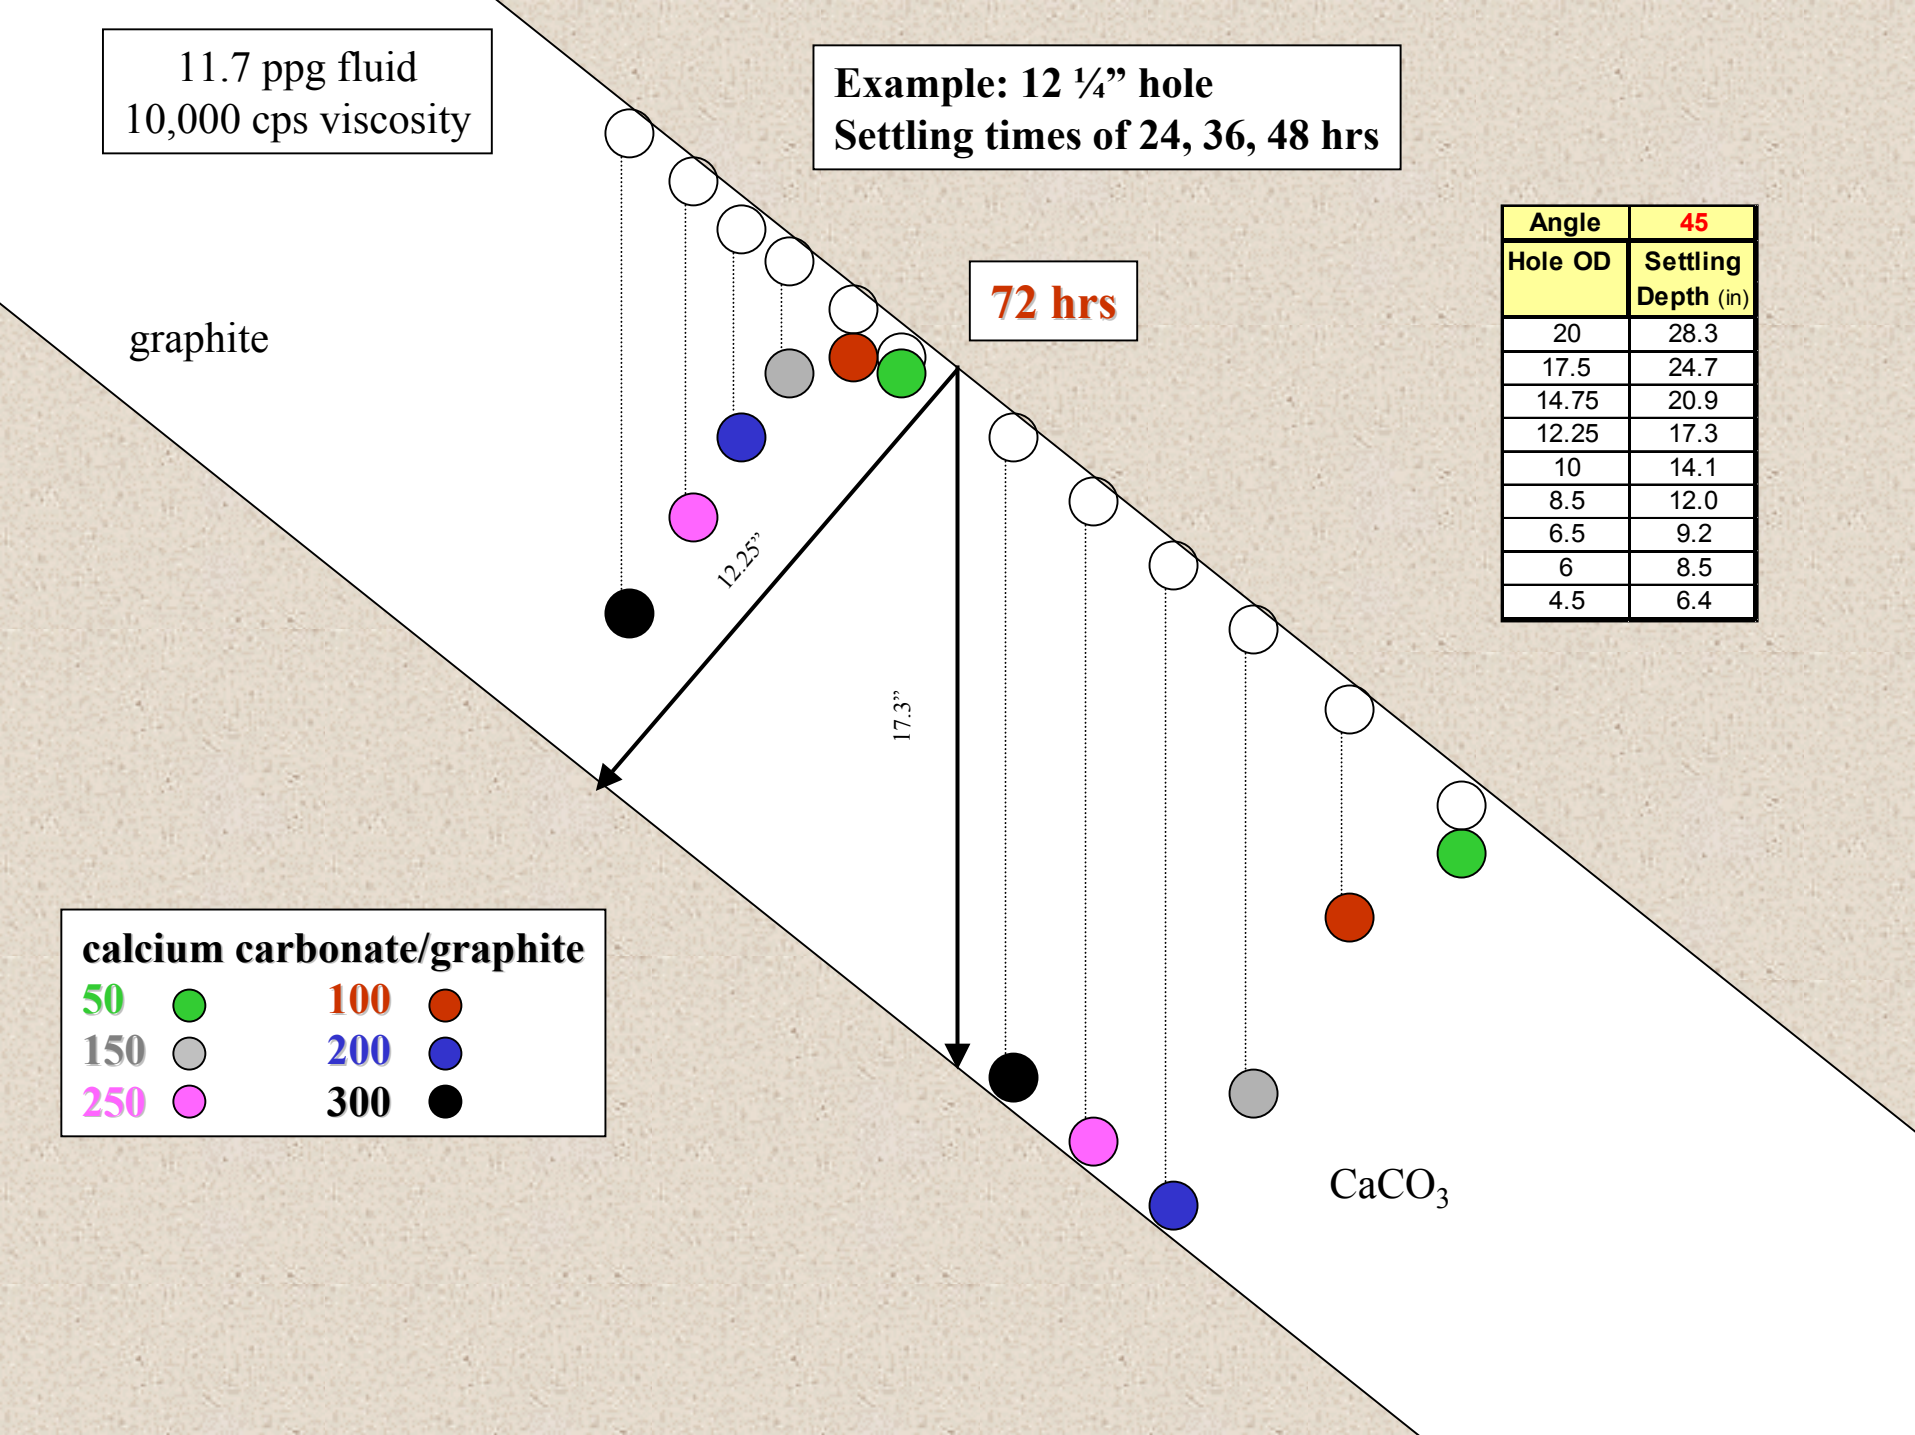 11.7 ppg fluid
10,000 cps viscosity
Example: 12 ¼” hole
Settling times of 24, 36, 48 hrs
Angle 45
Hole OD Settling
Depth (in)
20 28.3
17.5 24.7
14.75 20.9
12.25 17.3
10 14.1
8.5 12.0
6.5 9.2
6 8.5
4.5 6.4
72 hrs
graphite
12.25”
17.3”
calcium carbonate/graphite
50 100
150 200
250 300
CaCO₃